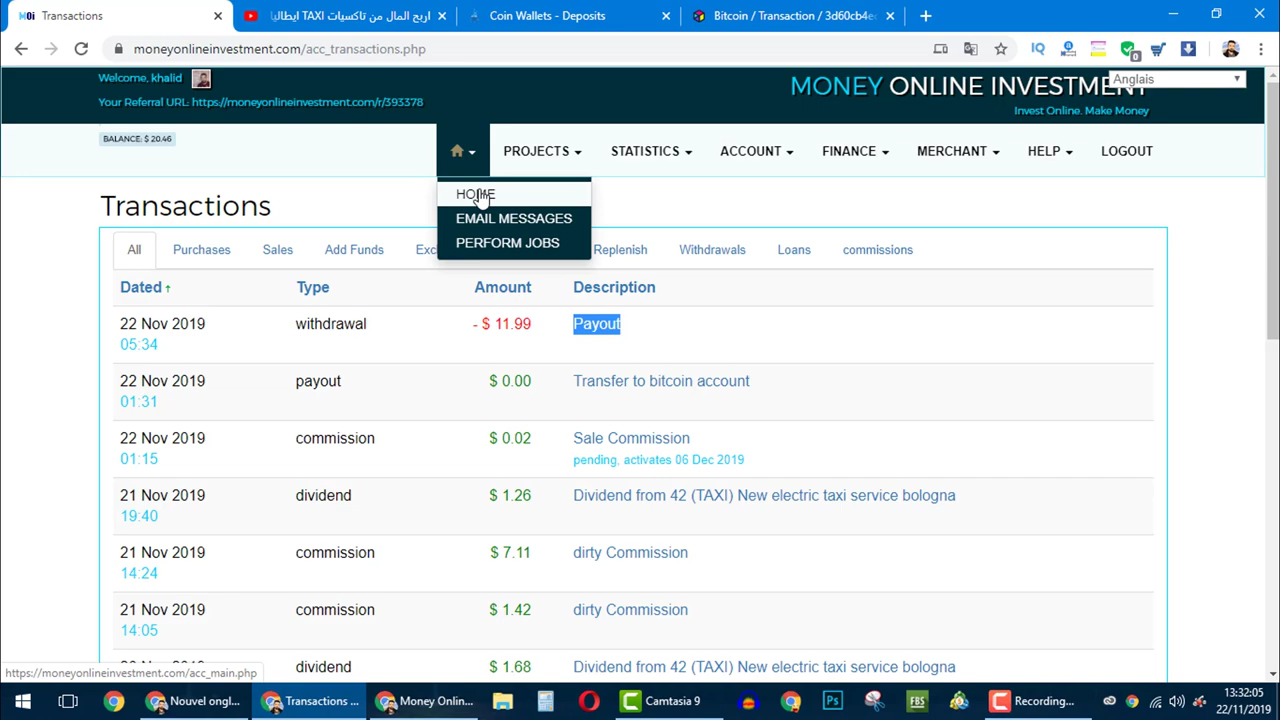 Transactions
اربح المال من تاكسيات TAXI ايطاليا
Coin Wallets - Deposits
Bitcoin / Transaction / 3d60cb4ec
moneyonlineinvestment.com/acc_transactions.php
Welcome, khalid
Your Referral URL: https://moneyonlineinvestment.com/r/393378
MONEY ONLINE INVESTMENT
Anglais
Invest Online. Make Money
BALANCE: $ 20.46
PROJECTS
STATISTICS
ACCOUNT
FINANCE
MERCHANT
HELP
LOGOUT
HOME
EMAIL MESSAGES
PERFORM JOBS
Transactions
All
Purchases
Sales
Add Funds
Exc
Replenish
Withdrawals
Loans
commissions
Dated Type Amount Description
22 Nov 2019 withdrawal - $ 11.99 Payout
05:34
22 Nov 2019 payout $ 0.00 Transfer to bitcoin account
01:31
22 Nov 2019 commission $ 0.02 Sale Commission
01:15 pending, activates 06 Dec 2019
21 Nov 2019 dividend $ 1.26 Dividend from 42 (TAXI) New electric taxi service bologna
19:40
21 Nov 2019 commission $ 7.11 dirty Commission
14:24
21 Nov 2019 commission $ 1.42 dirty Commission
14:05
dividend $ 1.68 Dividend from 42 (TAXI) New electric taxi service bologna
https://moneyonlineinvestment.com/acc_main.php
Nouvel ongl...
Transactions ...
Money Onlin...
Camtasia 9
Recording...
13:32:05
22/11/2019